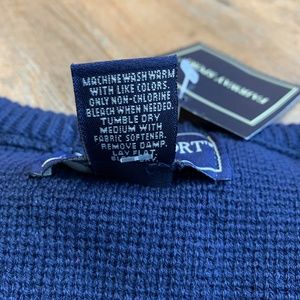 MACHINE WASH WARM
WITH LIKE COLORS.
ONLY NON-CHLORINE
BLEACH WHEN NEEDED.
TUMBLE DRY
MEDIUM WITH
FABRIC SOFTENER.
REMOVE DAMP.
LAY FLAT.